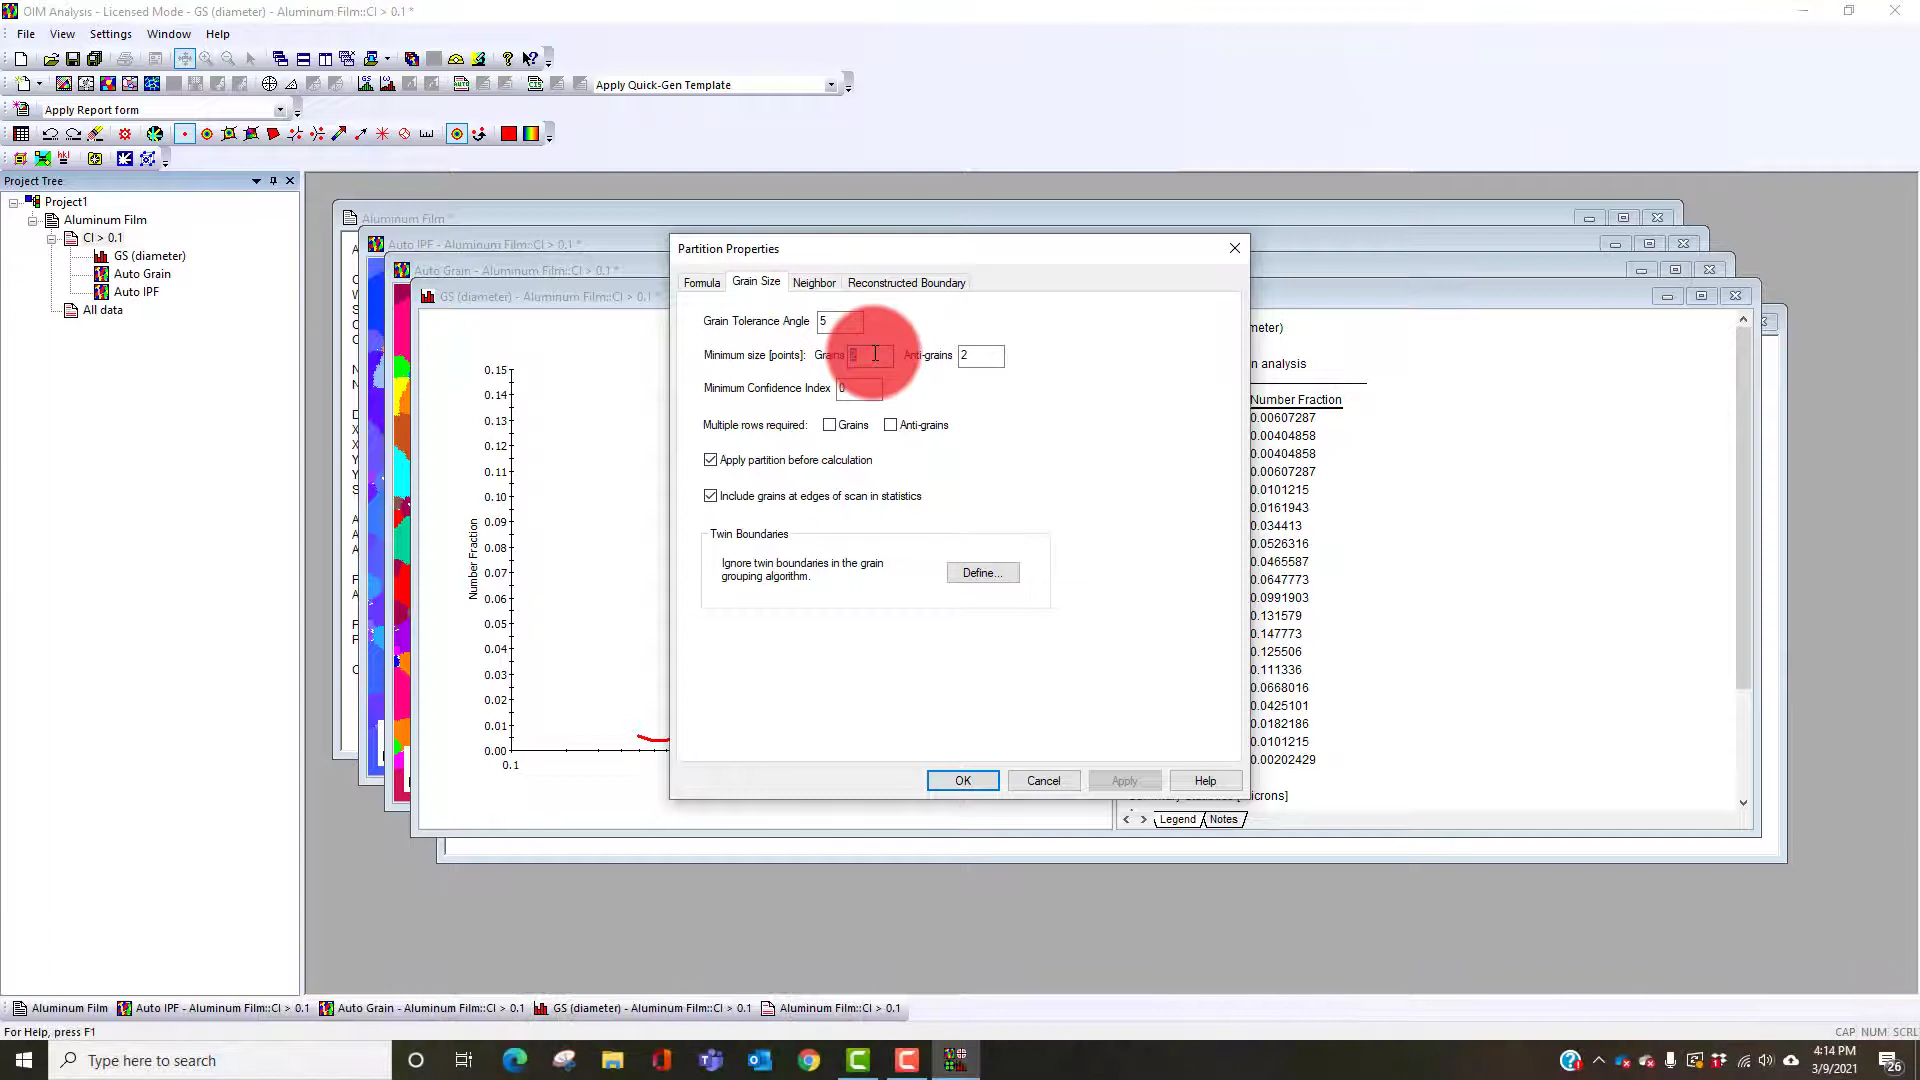 OIM Analysis - Licensed Mode - GS (diameter) - Aluminum Film::CI > 0.1 *
File View Settings Window Help
Apply Quick-Gen Template
Apply Report form
Project Tree
Project1
Aluminum Film
CI > 0.1
GS (diameter)
Auto Grain
Auto IPF
All data
Aluminum Film *
Auto IPF - Aluminum Film::CI > 0.1 *
Auto Grain - Aluminum Film::CI > 0.1 *
GS (diameter) - Aluminum Film::CI > 0.1 *
Partition Properties
Formula Grain Size Neighbor Reconstructed Boundary
Grain Tolerance Angle 5
Minimum size [points]: Grains Anti-grains 2
Minimum Confidence Index 0
Multiple rows required: Grains Anti-grains
Apply partition before calculation
Include grains at edges of scan in statistics
Twin Boundaries
Ignore twin boundaries in the grain
grouping algorithm.
Define...
OK Cancel Apply Help
Number Fraction
0.15
0.14
0.13
0.12
0.11
0.10
0.09
0.08
0.07
0.06
0.05
0.04
0.03
0.02
0.01
0.00
0.1
Number Fraction
0.00607287
0.00404858
0.00404858
0.00607287
0.0101215
0.0161943
0.034413
0.0526316
0.0465587
0.0647773
0.0991903
0.131579
0.147773
0.125506
0.111336
0.0668016
0.0425101
0.0182186
0.0101215
0.00202429
Legend Notes
Aluminum Film Auto IPF - Aluminum Film::CI > 0.1 Auto Grain - Aluminum Film::CI > 0.1 GS (diameter) - Aluminum Film::CI > 0.1 Aluminum Film::CI > 0.1
For Help, press F1
CAP NUM SCRL
Type here to search
4:14 PM
3/9/2021
26